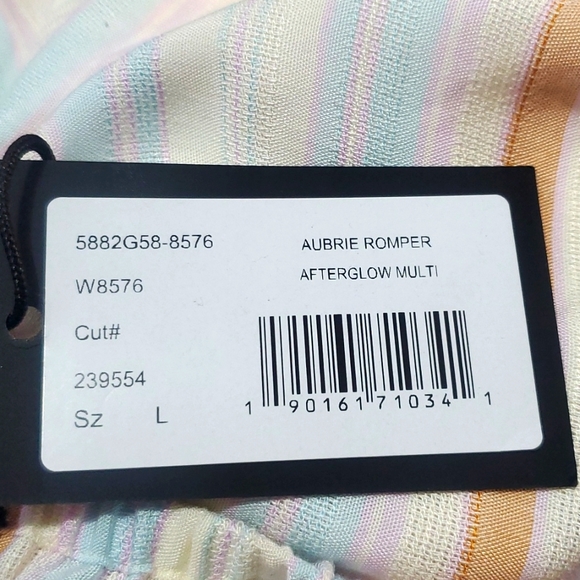 5882G58-8576
AUBRIE ROMPER
W8576
AFTERGLOW MULTI
Cut#
239554
Sz L
1 90161 71034 1